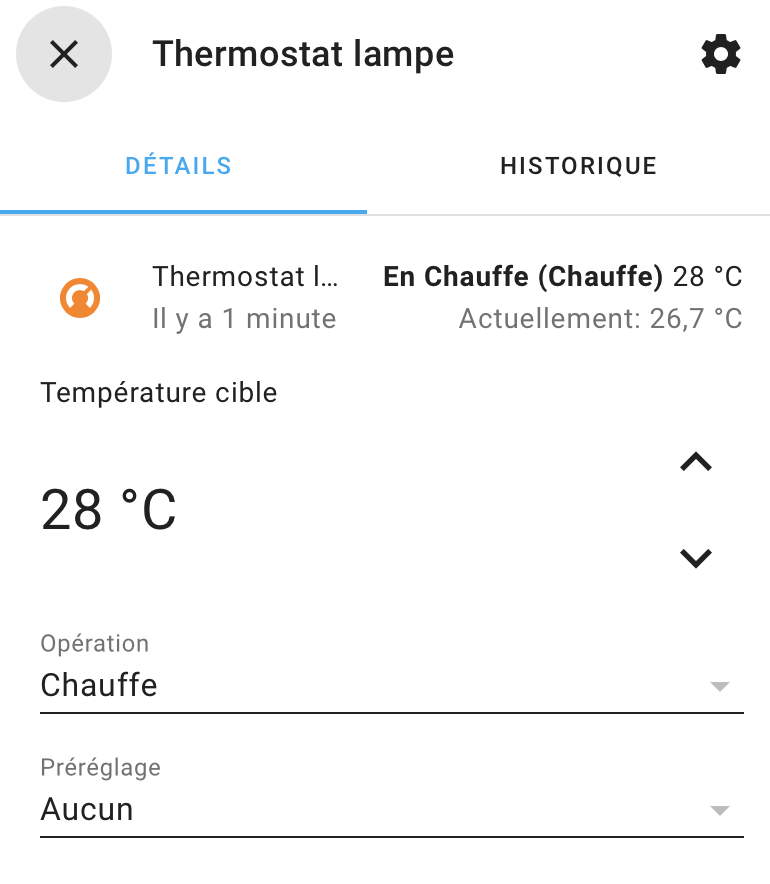 Thermostat lampe
DÉTAILS HISTORIQUE
Thermostat l… En Chauffe (Chauffe) 28 °C
Il y a 1 minute Actuellement: 26,7 °C
Température cible
28 °C
Opération
Chauffe
Préréglage
Aucun